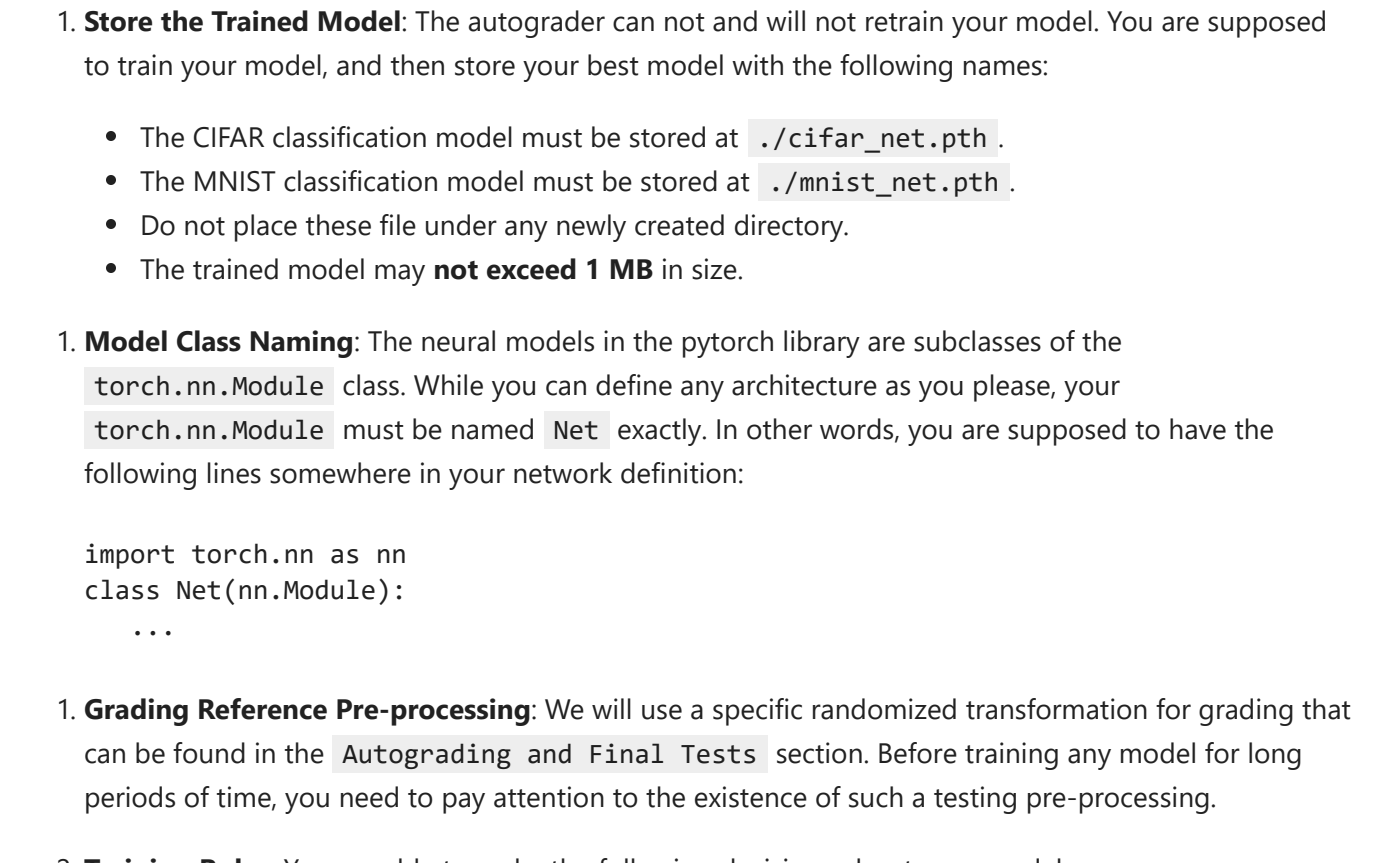 1. Store the Trained Model: The autograder can not and will not retrain your model. You are supposed
to train your model, and then store your best model with the following names:
• The CIFAR classification model must be stored at ./cifar_net.pth .
• The MNIST classification model must be stored at ./mnist_net.pth .
• Do not place these file under any newly created directory.
• The trained model may not exceed 1 MB in size.
1. Model Class Naming: The neural models in the pytorch library are subclasses of the
torch.nn.Module class. While you can define any architecture as you please, your
torch.nn.Module must be named Net exactly. In other words, you are supposed to have the
following lines somewhere in your network definition:
import torch.nn as nn
class Net(nn.Module):
...
1. Grading Reference Pre-processing: We will use a specific randomized transformation for grading that
can be found in the Autograding and Final Tests section. Before training any model for long
periods of time, you need to pay attention to the existence of such a testing pre-processing.